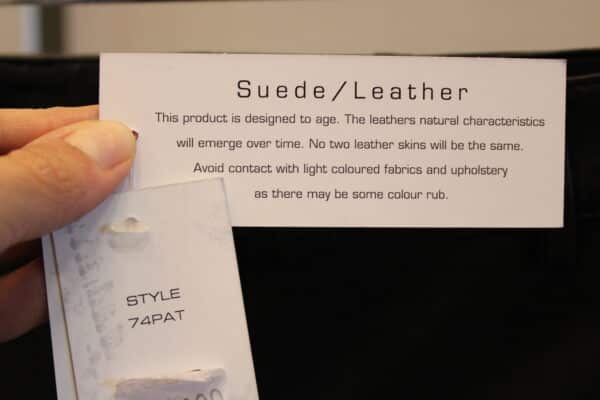 Suede/Leather
This product is designed to age. The leathers natural characteristics
will emerge over time. No two leather skins will be the same.
Avoid contact with light coloured fabrics and upholstery
as there may be some colour rub.
STYLE
74PAT